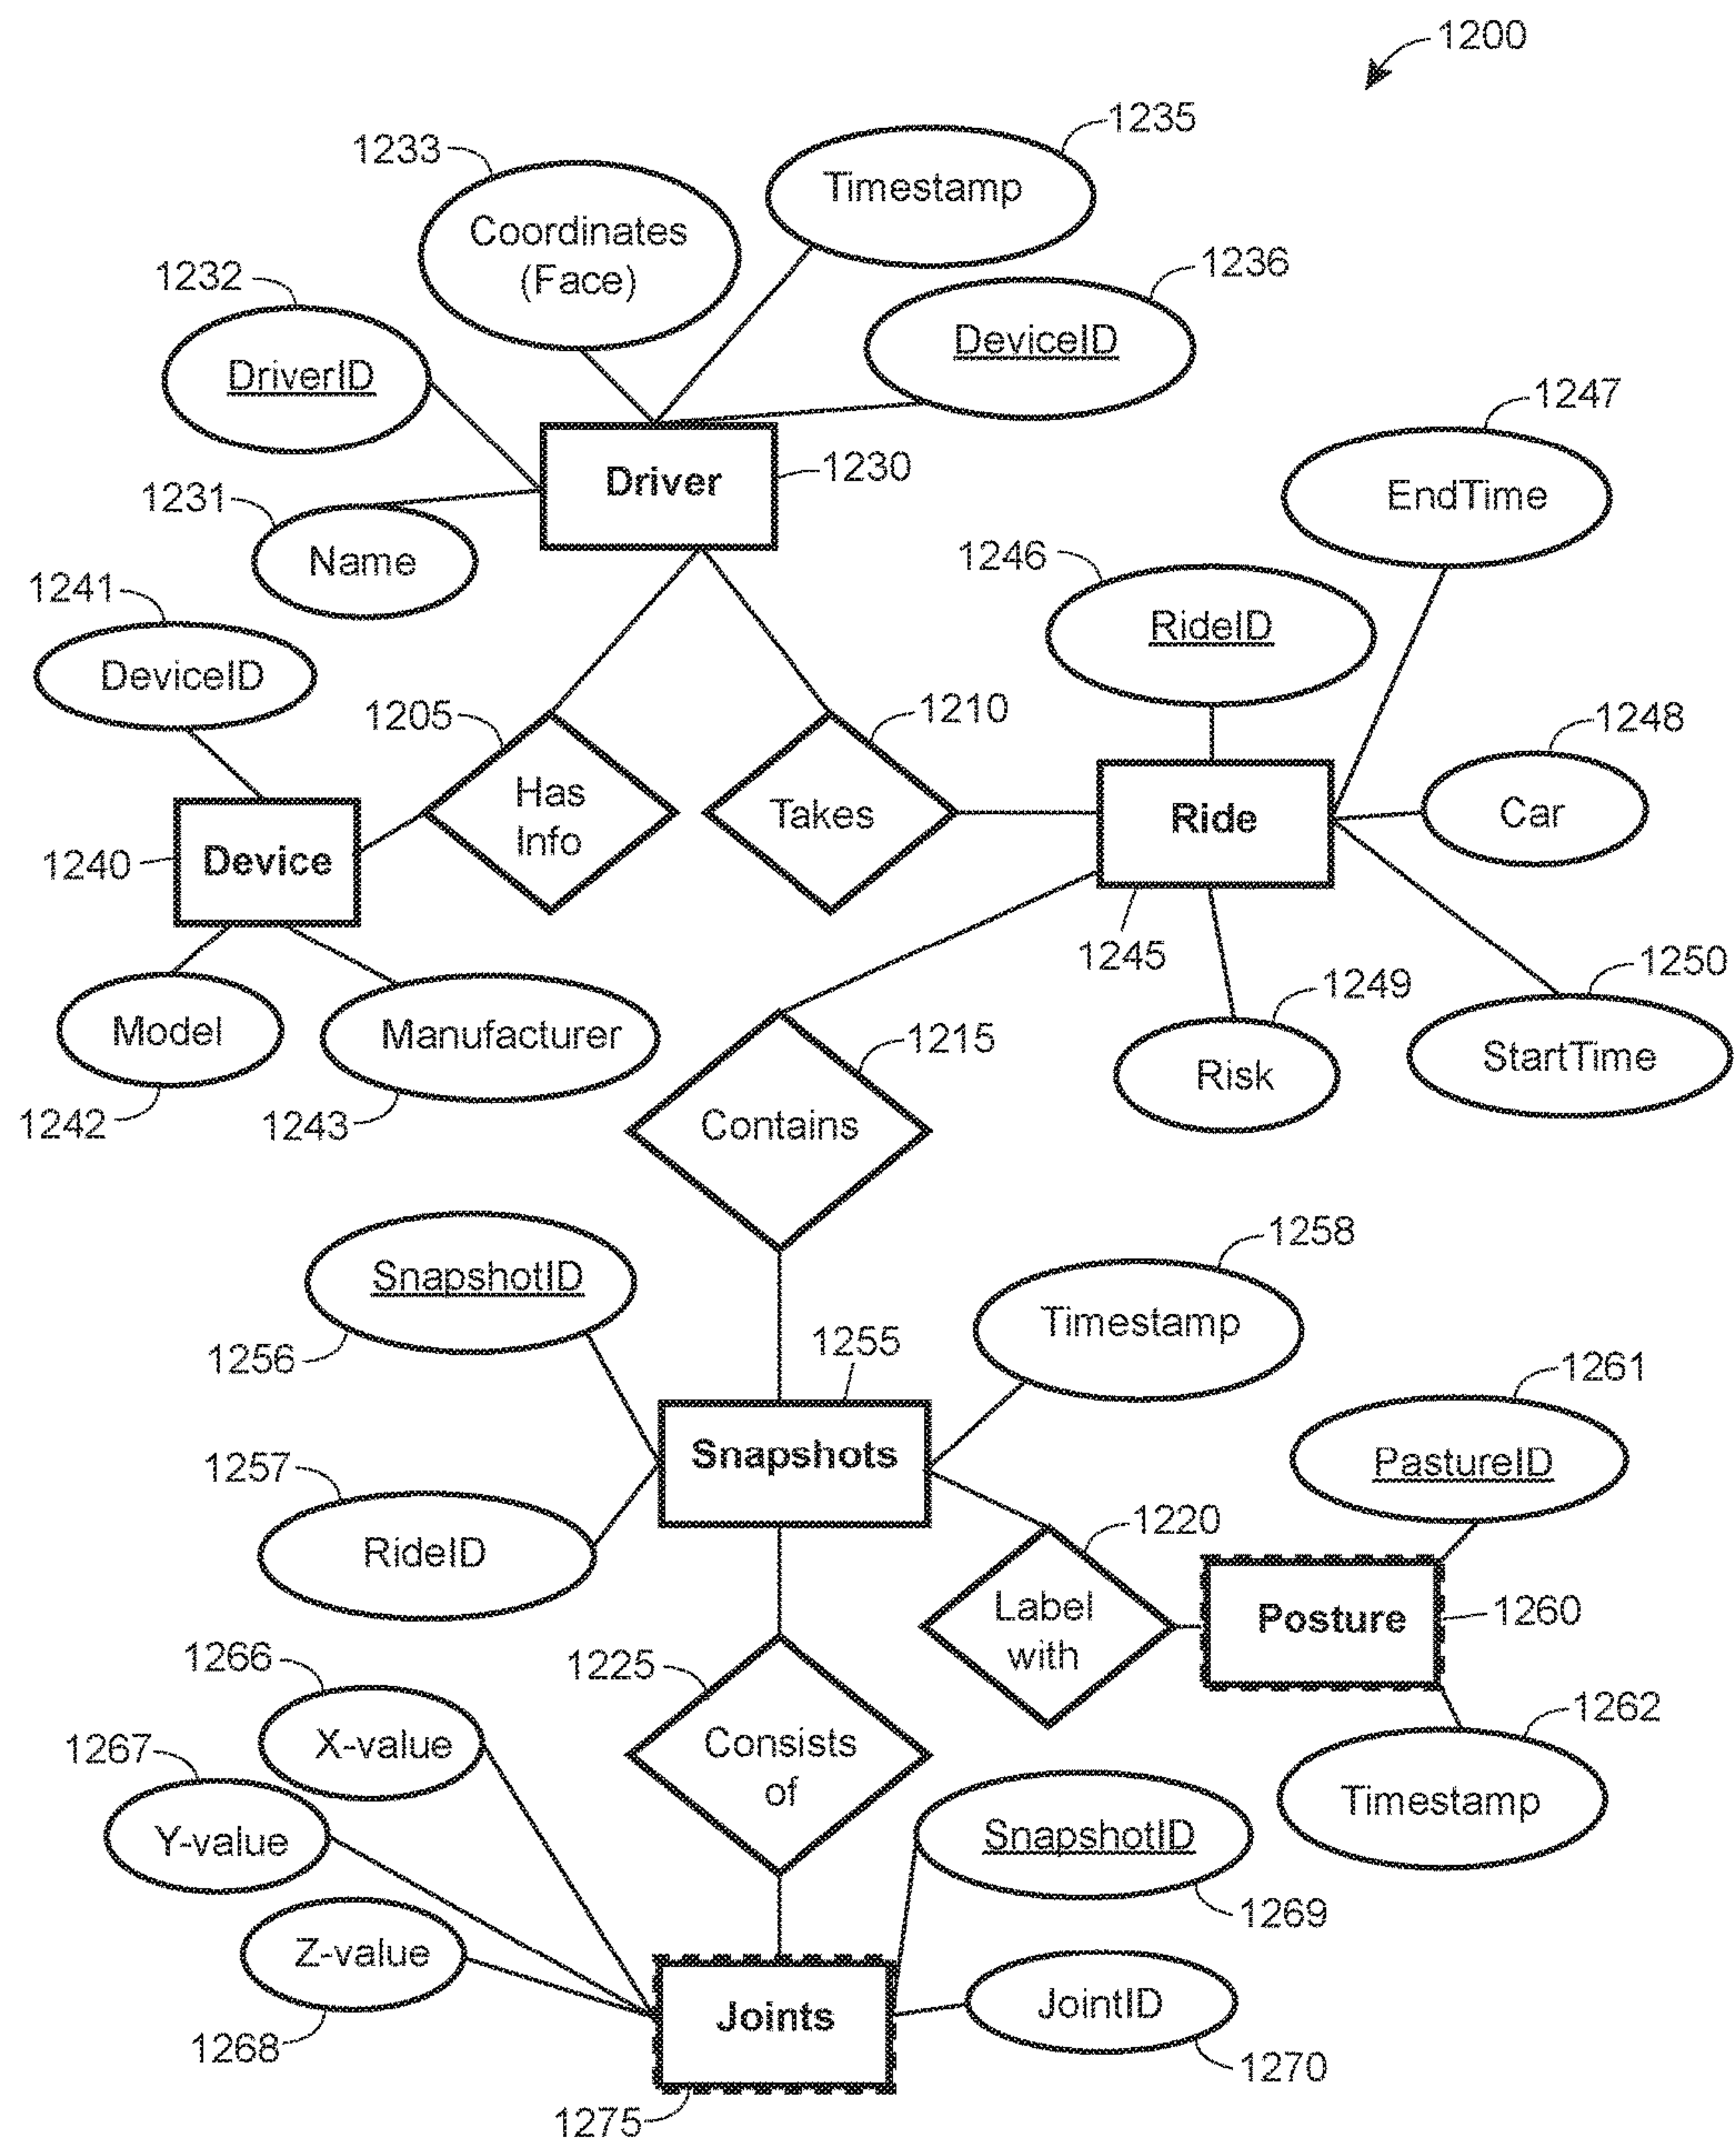 1200
1235
Timestamp
1233
Coordinates
(Face)
1236
DeviceID
1232
DriverID
1247
EndTime
Driver
1230
1231
Name
1246
RideID
1241
DeviceID
1205
Has
Info
1210
Takes
1248
Car
Ride
1245
Device
1240
1250
StartTime
1249
Risk
Model
1242
Manufacturer
1243
1215
Contains
1258
Timestamp
SnapshotID
1256
1255
Snapshots
1261
PastureID
1257
RideID
1220
Label
with
Posture
1260
1225
Consists
of
1266
X-value
1262
Timestamp
1267
Y-value
SnapshotID
1269
Z-value
1268
Joints
1275
JointID
1270